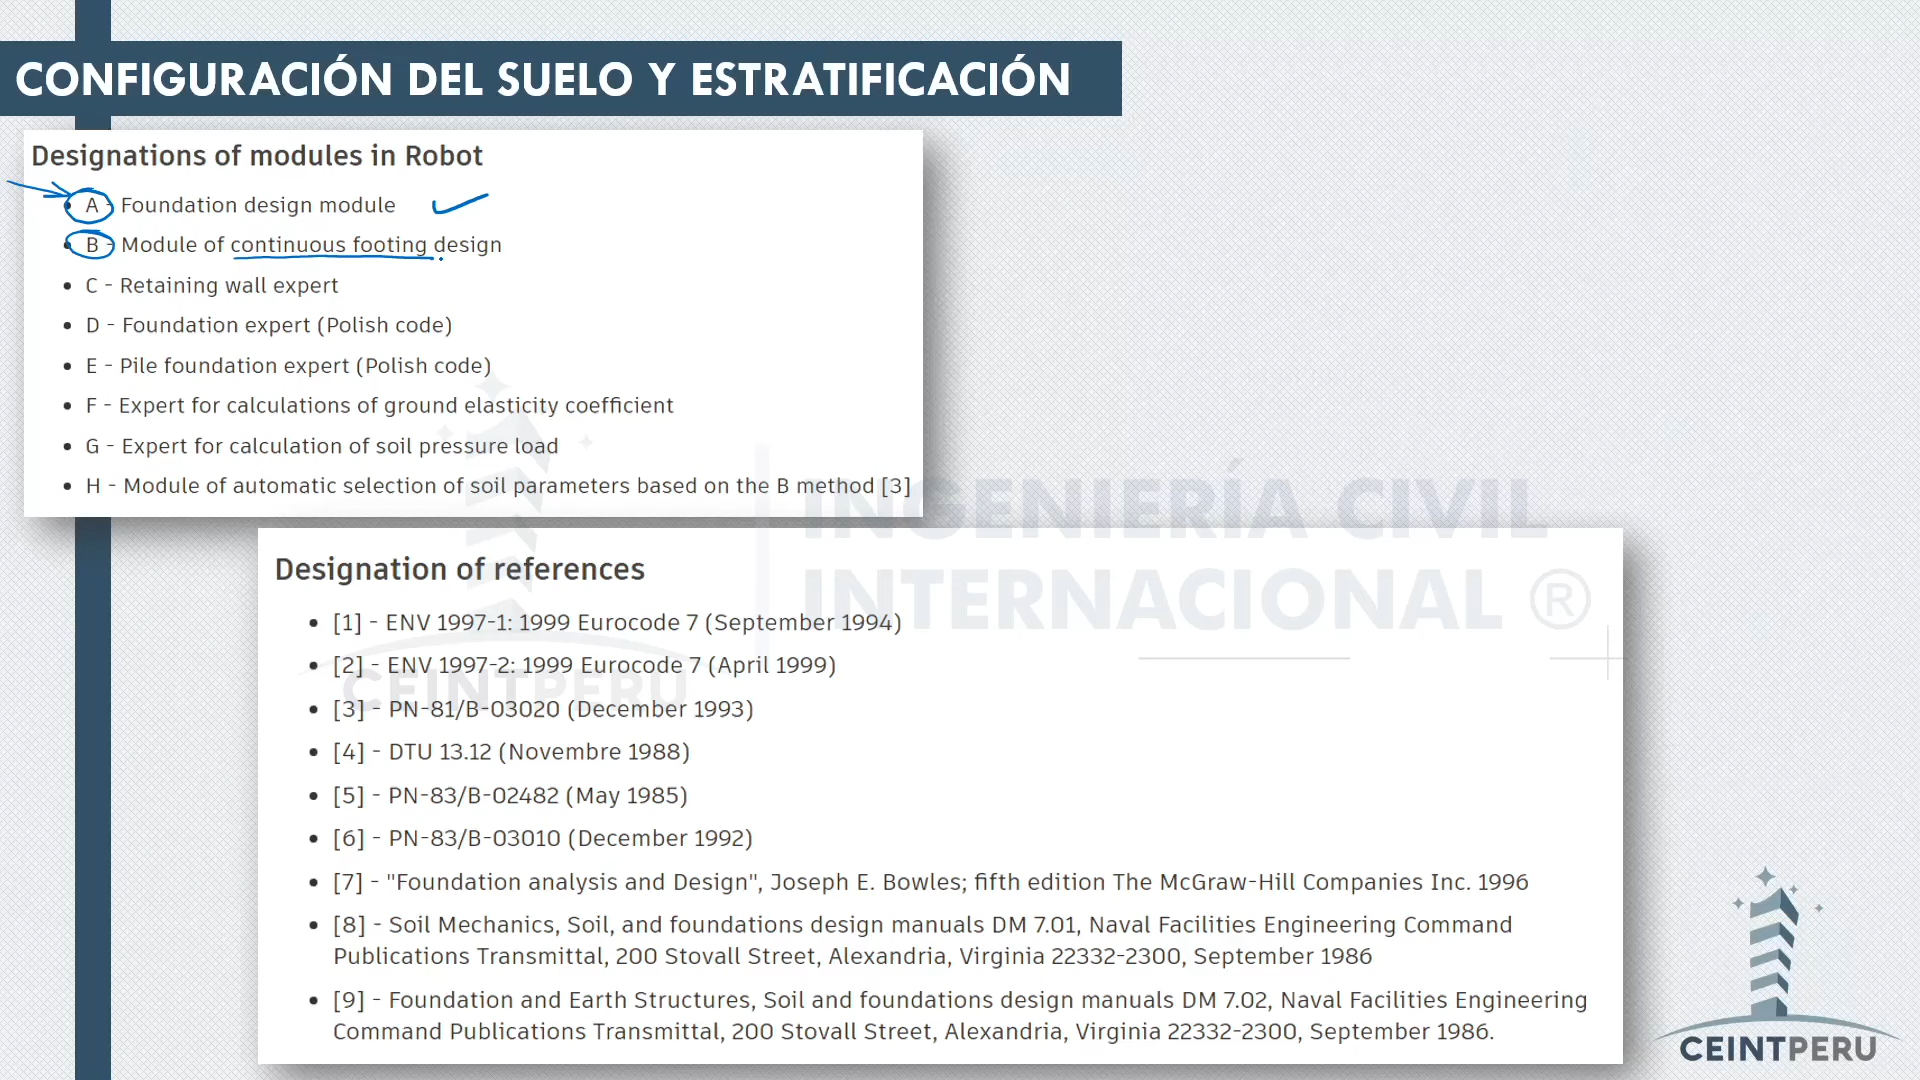 CONFIGURACIÓN DEL SUELO Y ESTRATIFICACIÓN
Designations of modules in Robot
A - Foundation design module
B - Module of continuous footing design
C - Retaining wall expert
D - Foundation expert (Polish code)
E - Pile foundation expert (Polish code)
F - Expert for calculations of ground elasticity coefficient
G - Expert for calculation of soil pressure load
H - Module of automatic selection of soil parameters based on the B method [3]
INGENIERÍA CIVIL
INTERNACIONAL ®
CEINTPERU
Designation of references
[1] - ENV 1997-1: 1999 Eurocode 7 (September 1994)
[2] - ENV 1997-2: 1999 Eurocode 7 (April 1999)
[3] - PN-81/B-03020 (December 1993)
[4] - DTU 13.12 (Novembre 1988)
[5] - PN-83/B-02482 (May 1985)
[6] - PN-83/B-03010 (December 1992)
[7] - "Foundation analysis and Design", Joseph E. Bowles; fifth edition The McGraw-Hill Companies Inc. 1996
[8] - Soil Mechanics, Soil, and foundations design manuals DM 7.01, Naval Facilities Engineering Command
Publications Transmittal, 200 Stovall Street, Alexandria, Virginia 22332-2300, September 1986
[9] - Foundation and Earth Structures, Soil and foundations design manuals DM 7.02, Naval Facilities Engineering
Command Publications Transmittal, 200 Stovall Street, Alexandria, Virginia 22332-2300, September 1986.
CEINTPERU